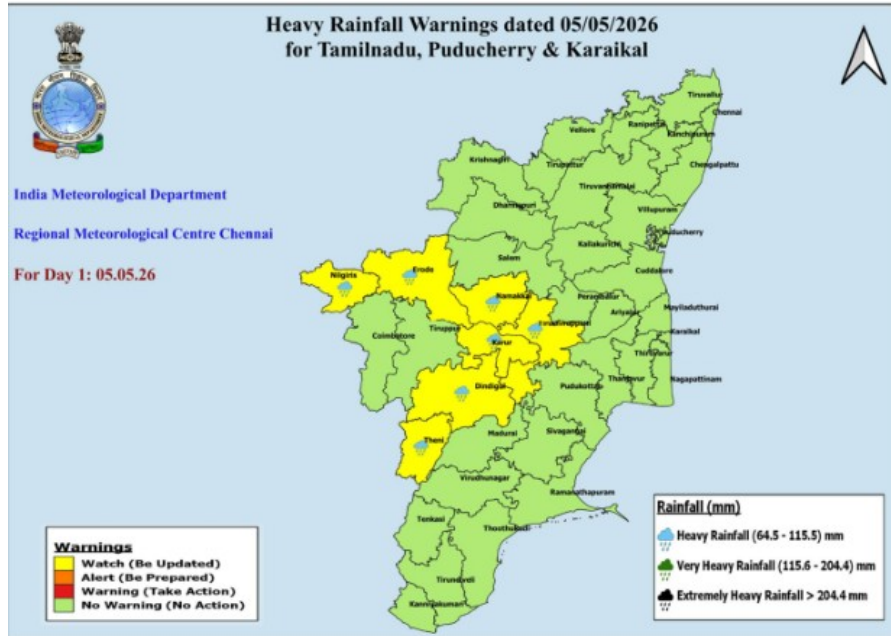 Heavy Rainfall Warnings dated 05/05/2026
for Tamilnadu, Puducherry & Karaikal
India Meteorological Department
Regional Meteorological Centre Chennai
For Day 1: 05.05.26
Tiruvallur
Chennai
Ranipettai
Vellore
Kanchipuram
Krishnagiri
Tirupattur
Chengalpattu
Tiruvannamalai
Dharmapuri
Villupuram
Puducherry
Kallakurichi
Salem
Cuddalore
Nilgiris
Erode
Namakkal
Perambalur
Ariyalur
Mayiladuthurai
Tiruchirappalli
Tiruppur
Coimbatore
Karur
Karaikal
Thiruvarur
Dindigul
Pudukottai
Thanjavur
Nagapattinam
Theni
Madurai
Sivagangai
Virudhunagar
Ramanathapuram
Tenkasi
Thoothukudi
Tirunelveli
Kanniyakumari
Warnings
Watch (Be Updated)
Alert (Be Prepared)
Warning (Take Action)
No Warning (No Action)
Rainfall (mm)
Heavy Rainfall (64.5 - 115.5) mm
Very Heavy Rainfall (115.6 - 204.4) mm
Extremely Heavy Rainfall > 204.4 mm